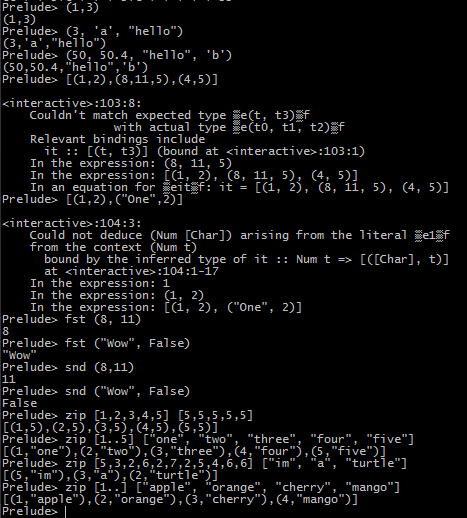 Prelude> (1,3)
(1,3)
Prelude> (3, 'a', "hello")
(3,'a',"hello")
Prelude> (50, 50.4, "hello", 'b')
(50,50.4,"hello",'b')
Prelude> [(1,2),(8,11,5),(4,5)]

<interactive>:103:8:
    Couldn't match expected type ▒e(t, t3)▒f
                with actual type ▒e(t0, t1, t2)▒f
    Relevant bindings include
      it :: [(t, t3)] (bound at <interactive>:103:1)
    In the expression: (8, 11, 5)
    In the expression: [(1, 2), (8, 11, 5), (4, 5)]
    In an equation for ▒eit▒f: it = [(1, 2), (8, 11, 5), (4, 5)]
Prelude> [(1,2),("One",2)]

<interactive>:104:3:
    Could not deduce (Num [Char]) arising from the literal ▒e1▒f
    from the context (Num t)
      bound by the inferred type of it :: Num t => [([Char], t)]
      at <interactive>:104:1-17
    In the expression: 1
    In the expression: (1, 2)
    In the expression: [(1, 2), ("One", 2)]
Prelude> fst (8, 11)
8
Prelude> fst ("Wow", False)
"Wow"
Prelude> snd (8,11)
11
Prelude> snd ("Wow", False)
False
Prelude> zip [1,2,3,4,5] [5,5,5,5,5]
[(1,5),(2,5),(3,5),(4,5),(5,5)]
Prelude> zip [1..5] ["one", "two", "three", "four", "five"]
[(1,"one"),(2,"two"),(3,"three"),(4,"four"),(5,"five")]
Prelude> zip [5,3,2,6,2,7,2,5,4,6,6] ["im", "a", "turtle"]
[(5,"im"),(3,"a"),(2,"turtle")]
Prelude> zip [1..] ["apple", "orange", "cherry", "mango"]
[(1,"apple"),(2,"orange"),(3,"cherry"),(4,"mango")]
Prelude>